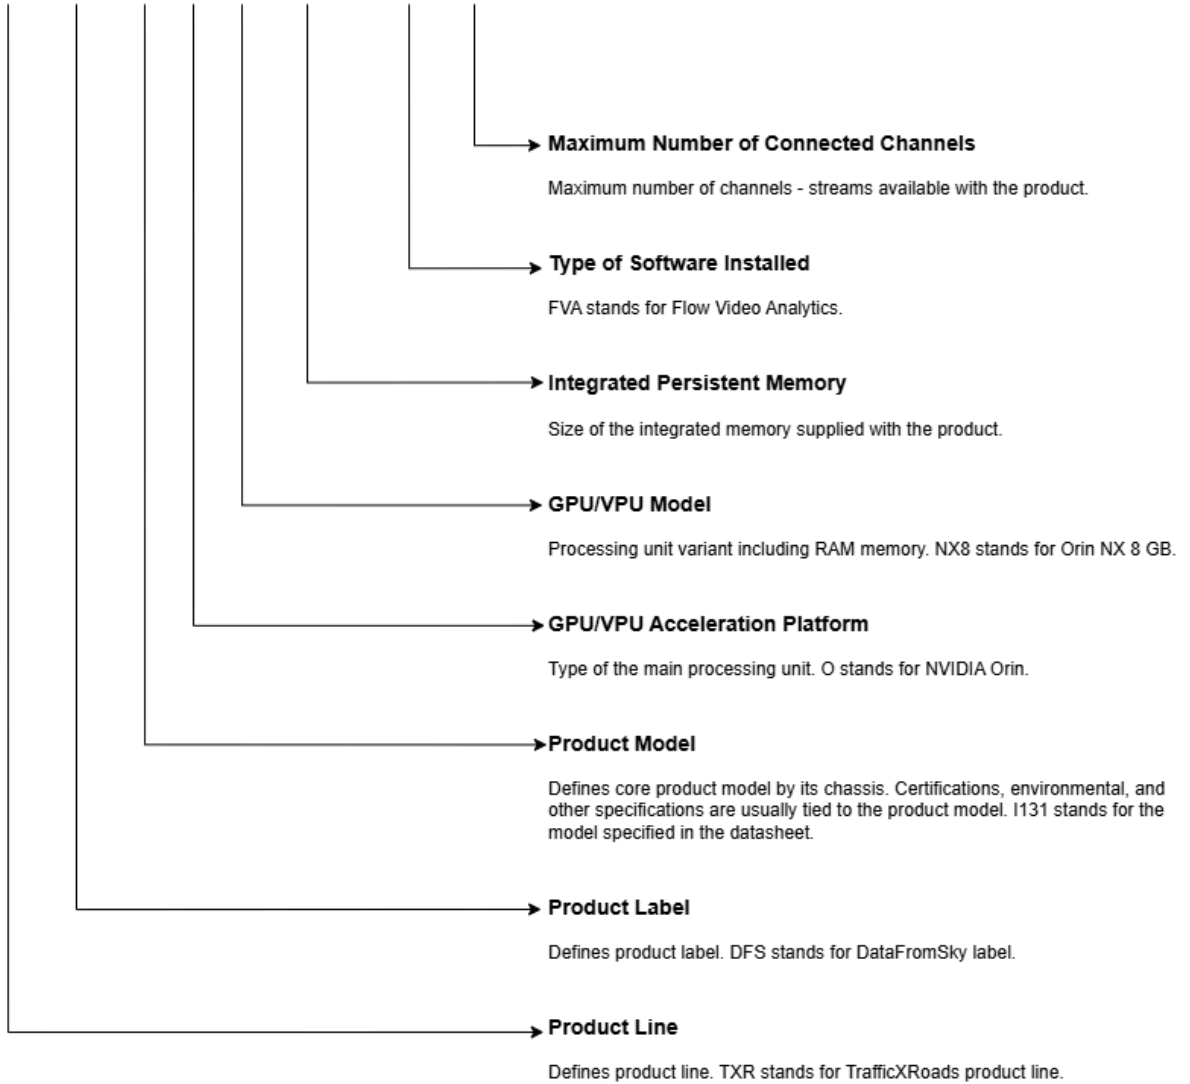 Maximum Number of Connected Channels
Maximum number of channels - streams available with the product.
Type of Software Installed
FVA stands for Flow Video Analytics.
Integrated Persistent Memory
Size of the integrated memory supplied with the product.
GPU/VPU Model
Processing unit variant including RAM memory. NX8 stands for Orin NX 8 GB.
GPU/VPU Acceleration Platform
Type of the main processing unit. O stands for NVIDIA Orin.
Product Model
Defines core product model by its chassis. Certifications, environmental, and
other specifications are usually tied to the product model. I131 stands for the
model specified in the datasheet.
Product Label
Defines product label. DFS stands for DataFromSky label.
Product Line
Defines product line. TXR stands for TrafficXRoads product line.